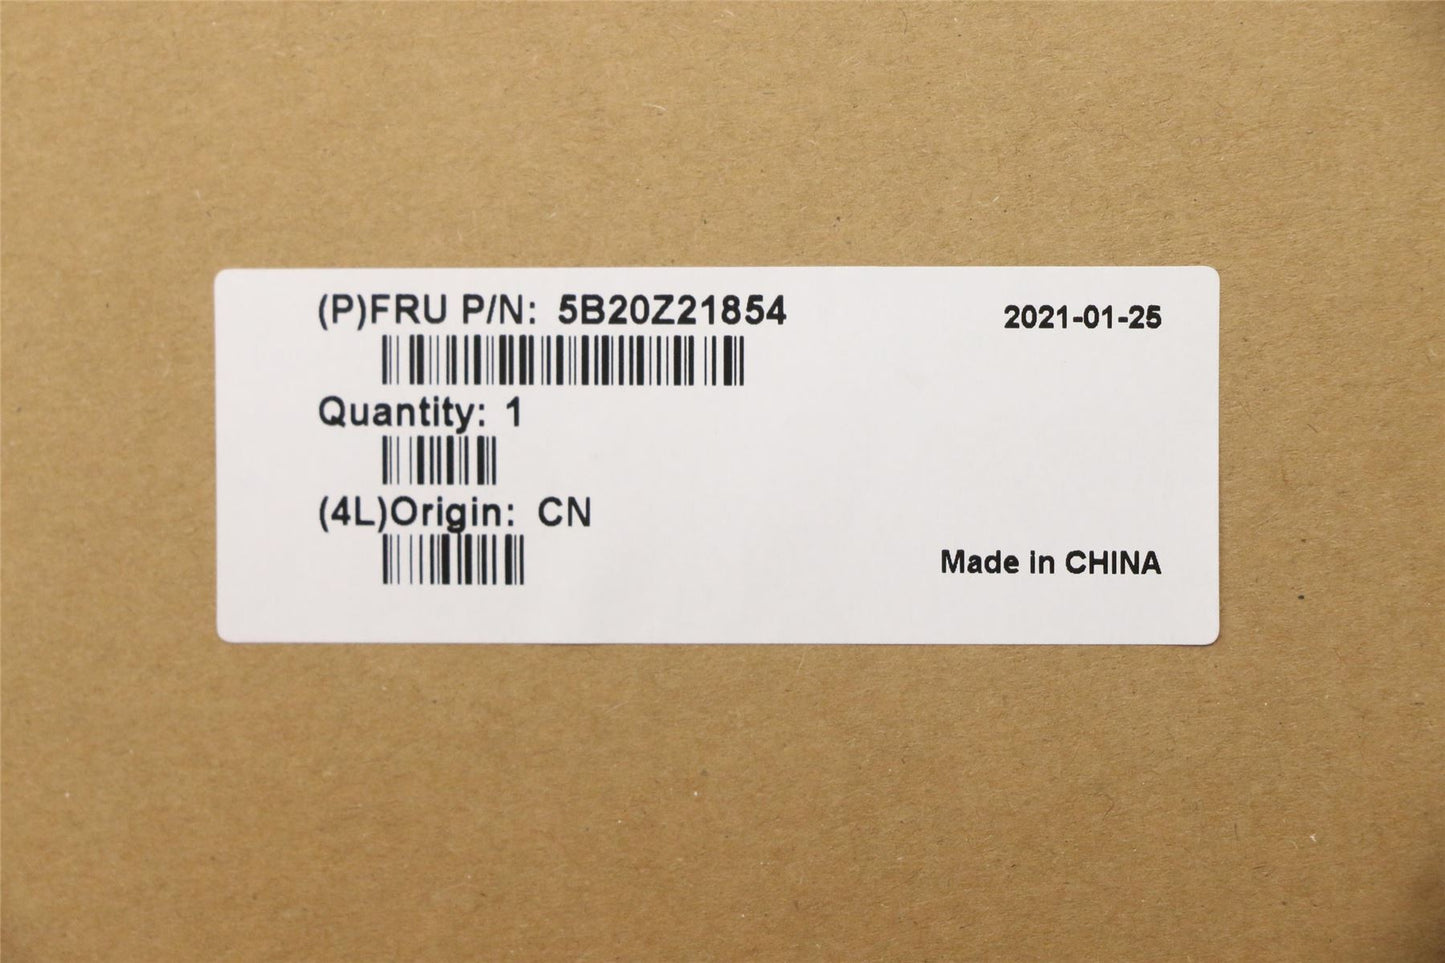 (P)FRU P/N: 5B20Z21854
2021-01-25
Quantity: 1
(4L)Origin: CN
Made in CHINA